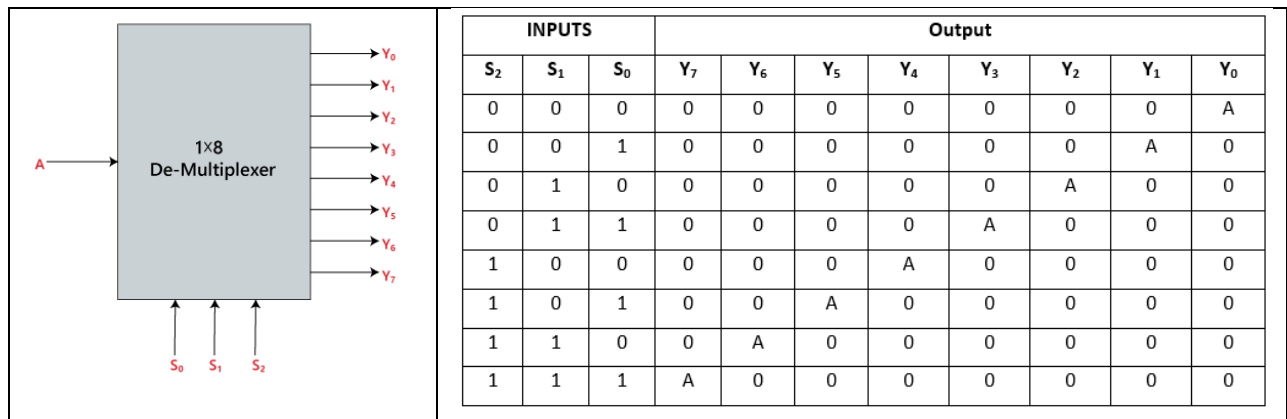 Y₀
Y₁
Y₂
1×8
Y₃
A
De-Multiplexer
Y₄
Y₅
Y₆
Y₇
S₀ S₁ S₂
INPUTS Output
S₂ S₁ S₀ Y₇ Y₆ Y₅ Y₄ Y₃ Y₂ Y₁ Y₀
0 0 0 0 0 0 0 0 0 0 A
0 0 1 0 0 0 0 0 0 A 0
0 1 0 0 0 0 0 0 A 0 0
0 1 1 0 0 0 0 A 0 0 0
1 0 0 0 0 0 A 0 0 0 0
1 0 1 0 0 A 0 0 0 0 0
1 1 0 0 A 0 0 0 0 0 0
1 1 1 A 0 0 0 0 0 0 0